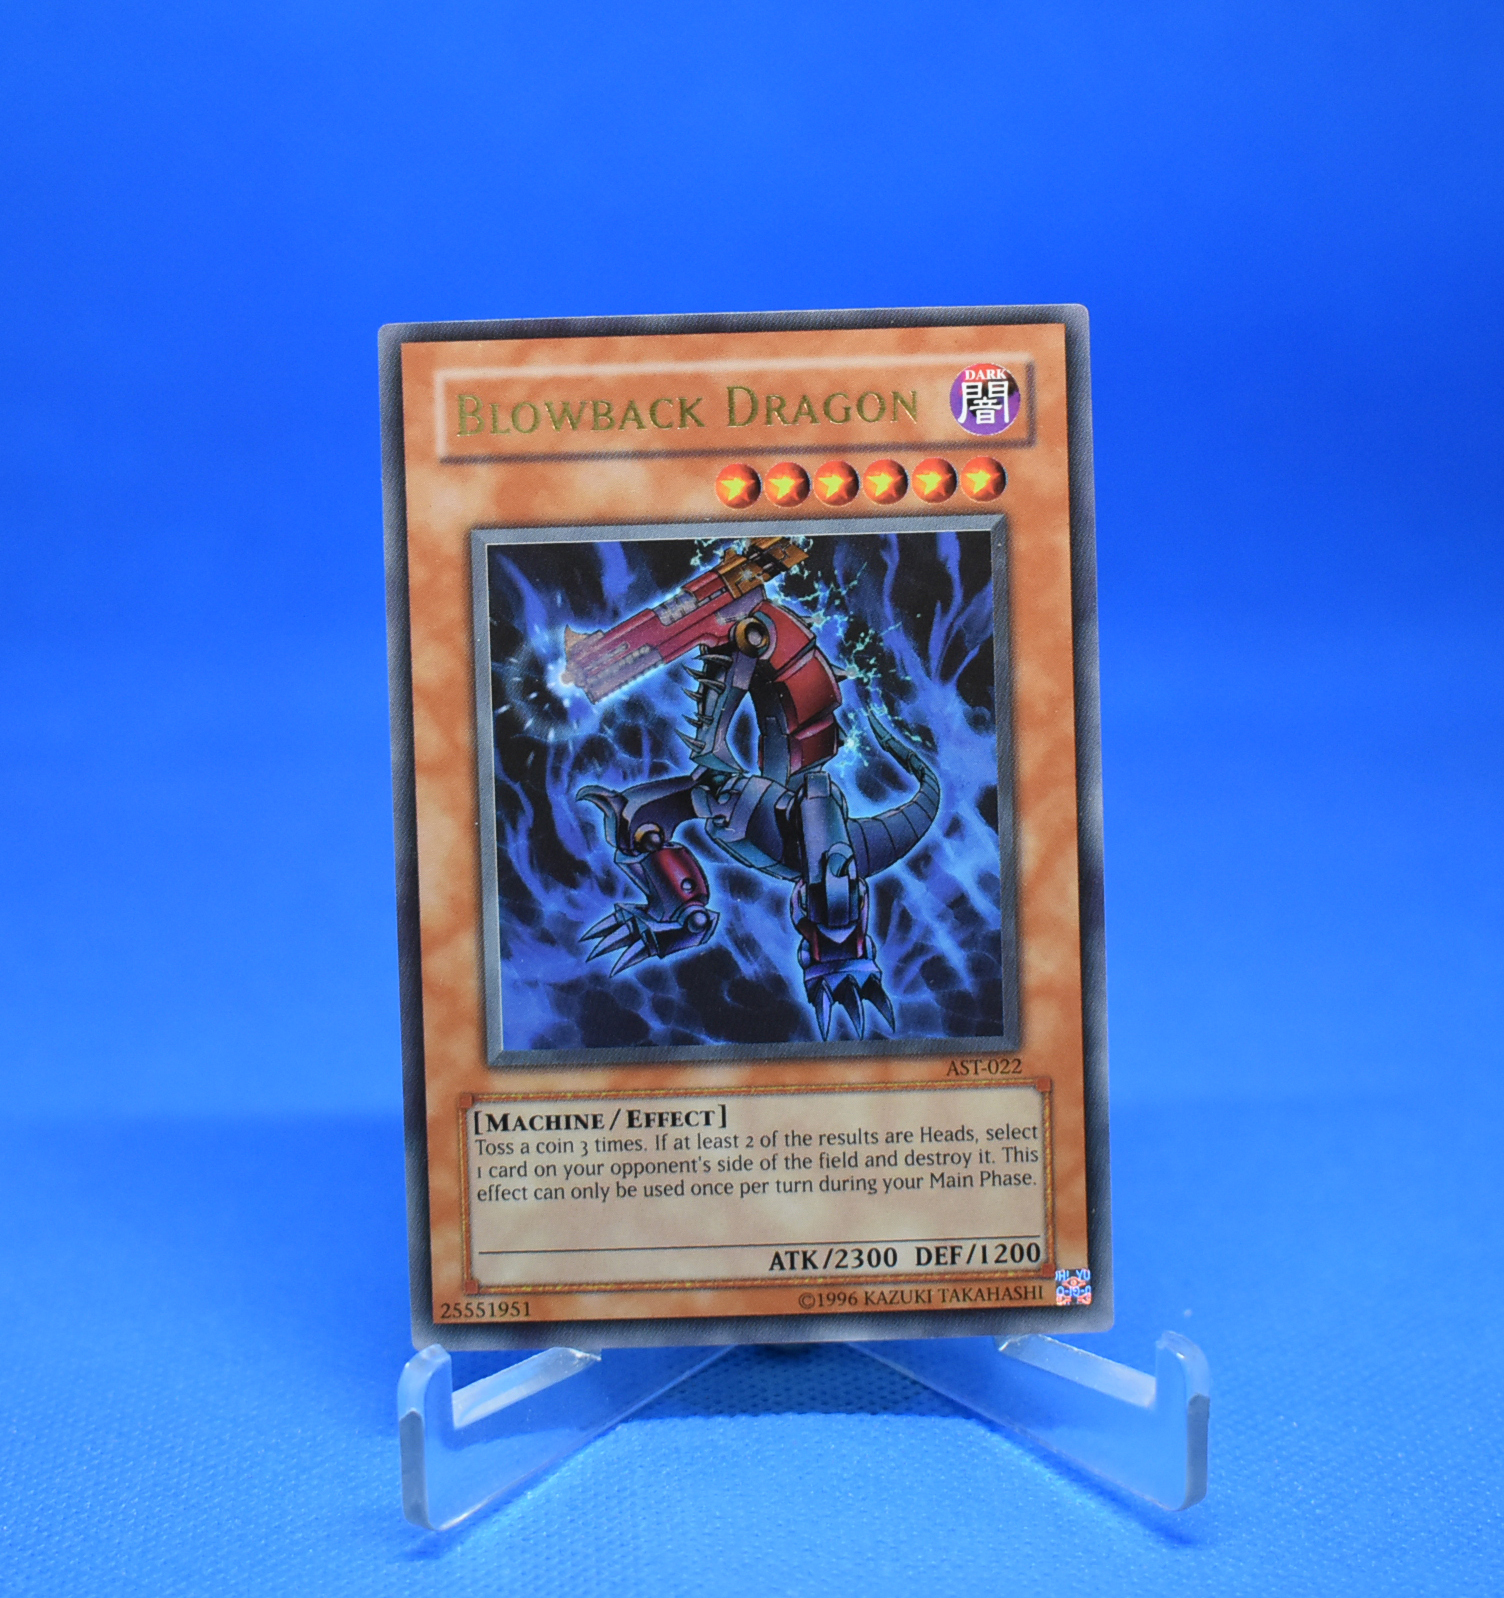 BLOWBACK DRAGON
DARK
闇
AST-022
[MACHINE/EFFECT]
Toss a coin 3 times. If at least 2 of the results are Heads, select
1 card on your opponent's side of the field and destroy it. This
effect can only be used once per turn during your Main Phase.
ATK/2300 DEF/1200
25551951
©1996 KAZUKI TAKAHASHI